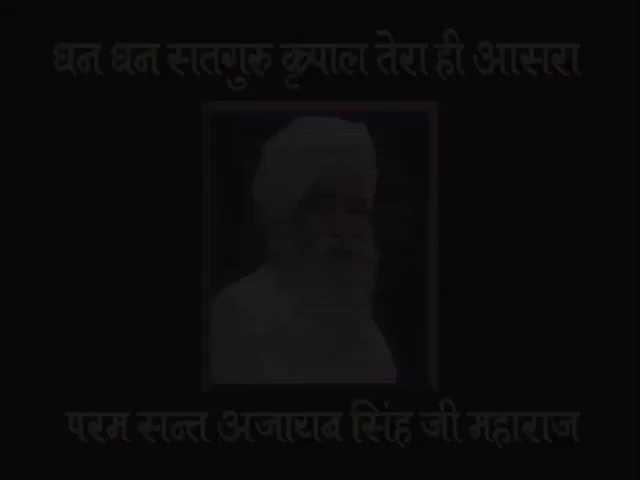 धन धन सतगुरु कृपाल तेरा ही आसरा
परम सन्त अजायब सिंह जी महाराज